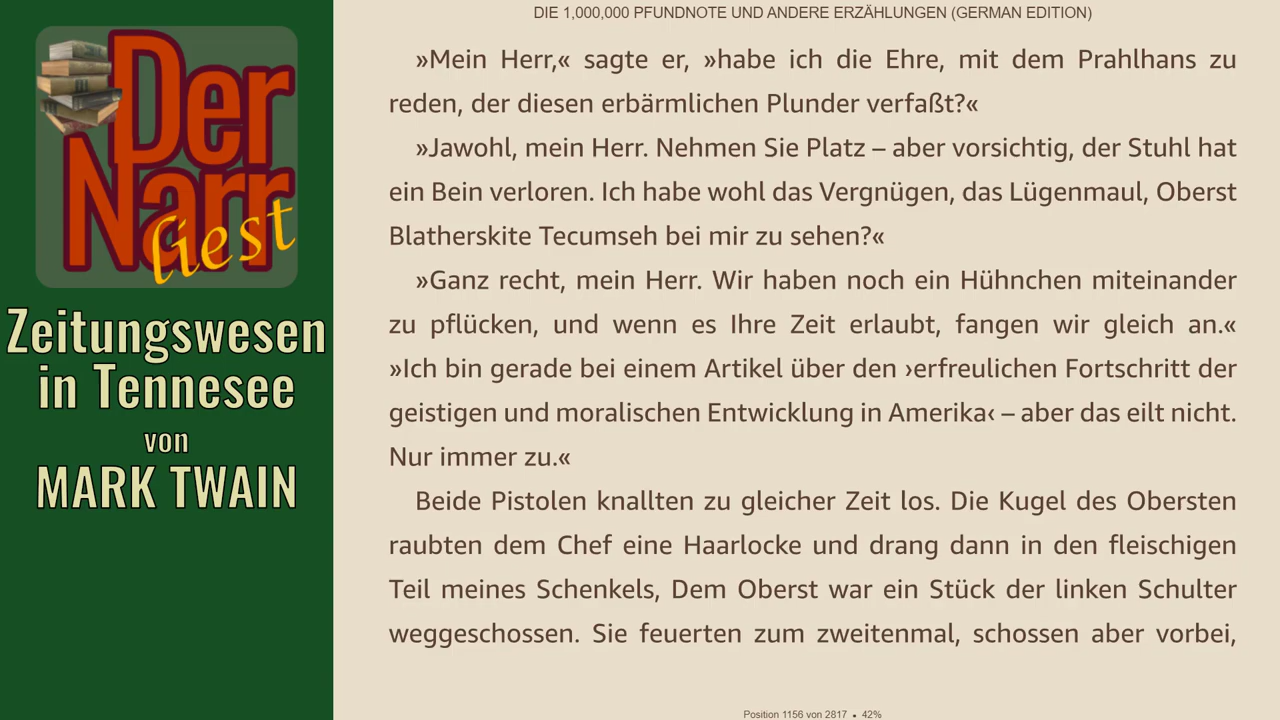 Der
Narr
liest
Zeitungswesen
in Tennesee
von
MARK TWAIN
DIE 1,000,000 PFUNDNOTE UND ANDERE ERZÄHLUNGEN (GERMAN EDITION)
»Mein Herr,« sagte er, »habe ich die Ehre, mit dem Prahlhans zu
reden, der diesen erbärmlichen Plunder verfaßt?«
»Jawohl, mein Herr. Nehmen Sie Platz – aber vorsichtig, der Stuhl hat
ein Bein verloren. Ich habe wohl das Vergnügen, das Lügenmaul, Oberst
Blatherskite Tecumseh bei mir zu sehen?«
»Ganz recht, mein Herr. Wir haben noch ein Hühnchen miteinander
zu pflücken, und wenn es Ihre Zeit erlaubt, fangen wir gleich an.«
»Ich bin gerade bei einem Artikel über den ›erfreulichen Fortschritt der
geistigen und moralischen Entwicklung in Amerika‹ – aber das eilt nicht.
Nur immer zu.«
Beide Pistolen knallten zu gleicher Zeit los. Die Kugel des Obersten
raubten dem Chef eine Haarlocke und drang dann in den fleischigen
Teil meines Schenkels, Dem Oberst war ein Stück der linken Schulter
weggeschossen. Sie feuerten zum zweitenmal, schossen aber vorbei,
Position 1156 von 2817 • 42%